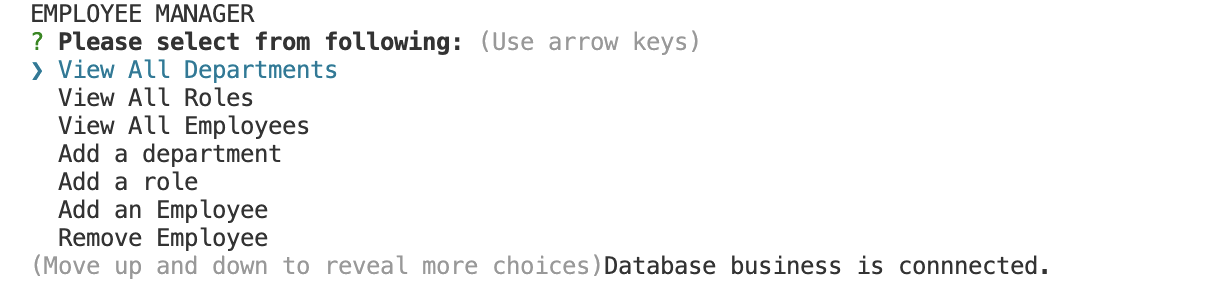 EMPLOYEE MANAGER
? Please select from following: (Use arrow keys)
❯ View All Departments
View All Roles
View All Employees
Add a department
Add a role
Add an Employee
Remove Employee
(Move up and down to reveal more choices)Database business is connnected.